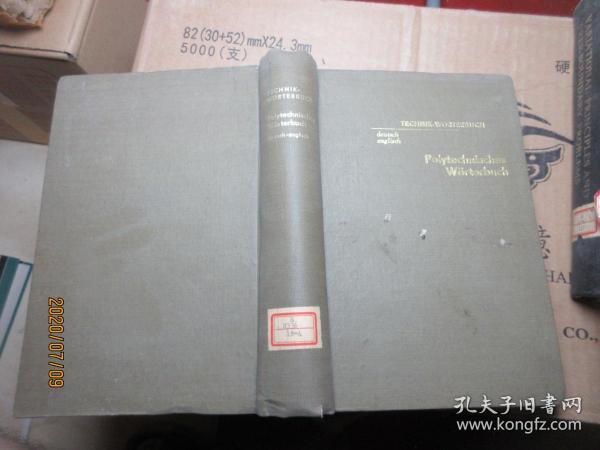 82(30+52)mmX24.3mm
5000(支)
硬
TECHNIK-
WÖRTERBUCH
Polytechnisches
Wörterbuch
deutsch-englisch
TECHNIK-WÖRTERBUCH
deutsch
englisch
Polytechnisches
Wörterbuch
CO.,
2020/07/09
孔夫子旧书网
www.kongfz.com